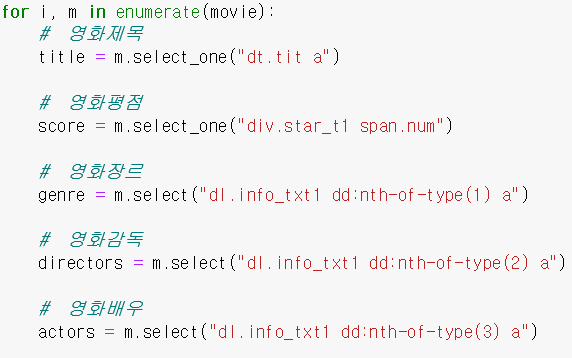 for i, m in enumerate(movie):
# 영화제목
title = m.select_one("dt.tit a")
# 영화평점
score = m.select_one("div.star_t1 span.num")
# 영화장르
genre = m.select("dl.info_txt1 dd:nth-of-type(1) a")
# 영화감독
directors = m.select("dl.info_txt1 dd:nth-of-type(2) a")
# 영화배우
actors = m.select("dl.info_txt1 dd:nth-of-type(3) a")